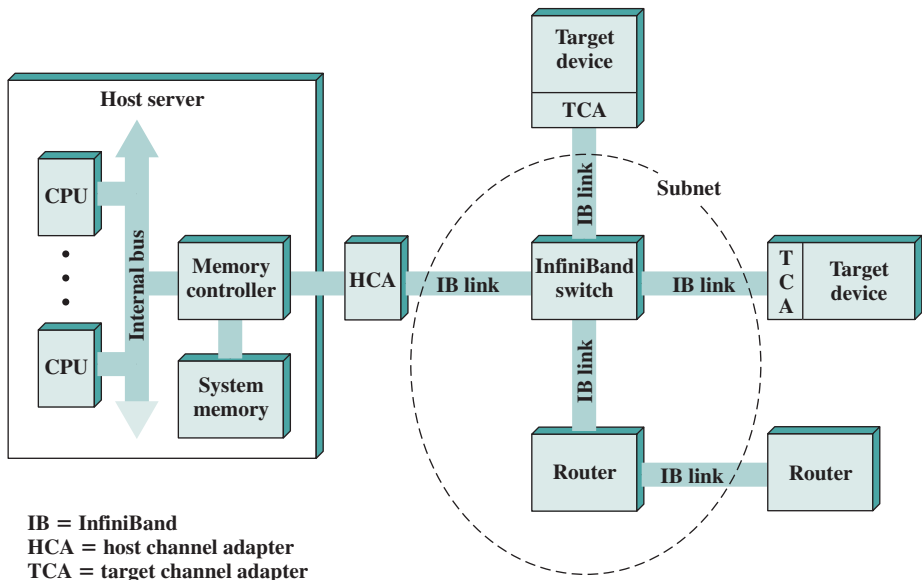 Target
device
TCA
Host server
Subnet
CPU
IB link
Internal bus
Memory
controller
HCA
IB link
InfiniBand
switch
IB link
T
C
A
Target
device
CPU
System
memory
IB link
Router
IB link
Router
IB = InfiniBand
HCA = host channel adapter
TCA = target channel adapter